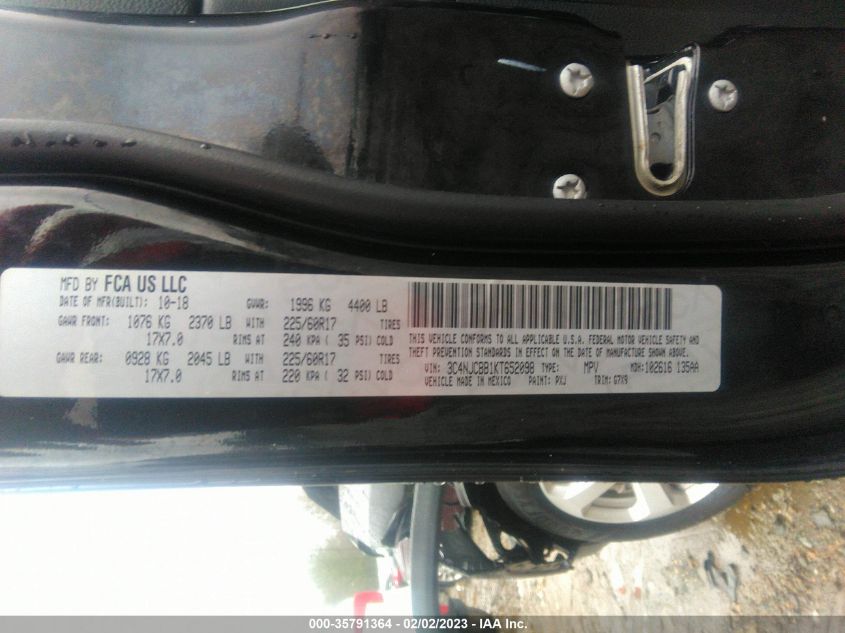 MFD BY FCA US LLC
DATE OF MFR(BUILT): 10-18 GVWR: 1996 KG 4400 LB
GAWR FRONT: 1076 KG 2370 LB WITH 225/60R17 TIRES
17X7.0 RIMS AT 240 KPA ( 35 PSI) COLD
GAWR REAR: 0928 KG 2045 LB WITH 225/60R17 TIRES
17X7.0 RIMS AT 220 KPA ( 32 PSI) COLD
THIS VEHICLE CONFORMS TO ALL APPLICABLE U.S.A. FEDERAL MOTOR VEHICLE SAFETY AND
THEFT PREVENTION STANDARDS IN EFFECT ON THE DATE OF MANUFACTURE SHOWN ABOVE.
VIN: 3C4NJCBB1KT652098 TYPE: MPV MDH: 102616 135AA
VEHICLE MADE IN MEXICO PAINT: PXJ TRIM: G7X9
000-35791364 - 02/02/2023 - IAA Inc.